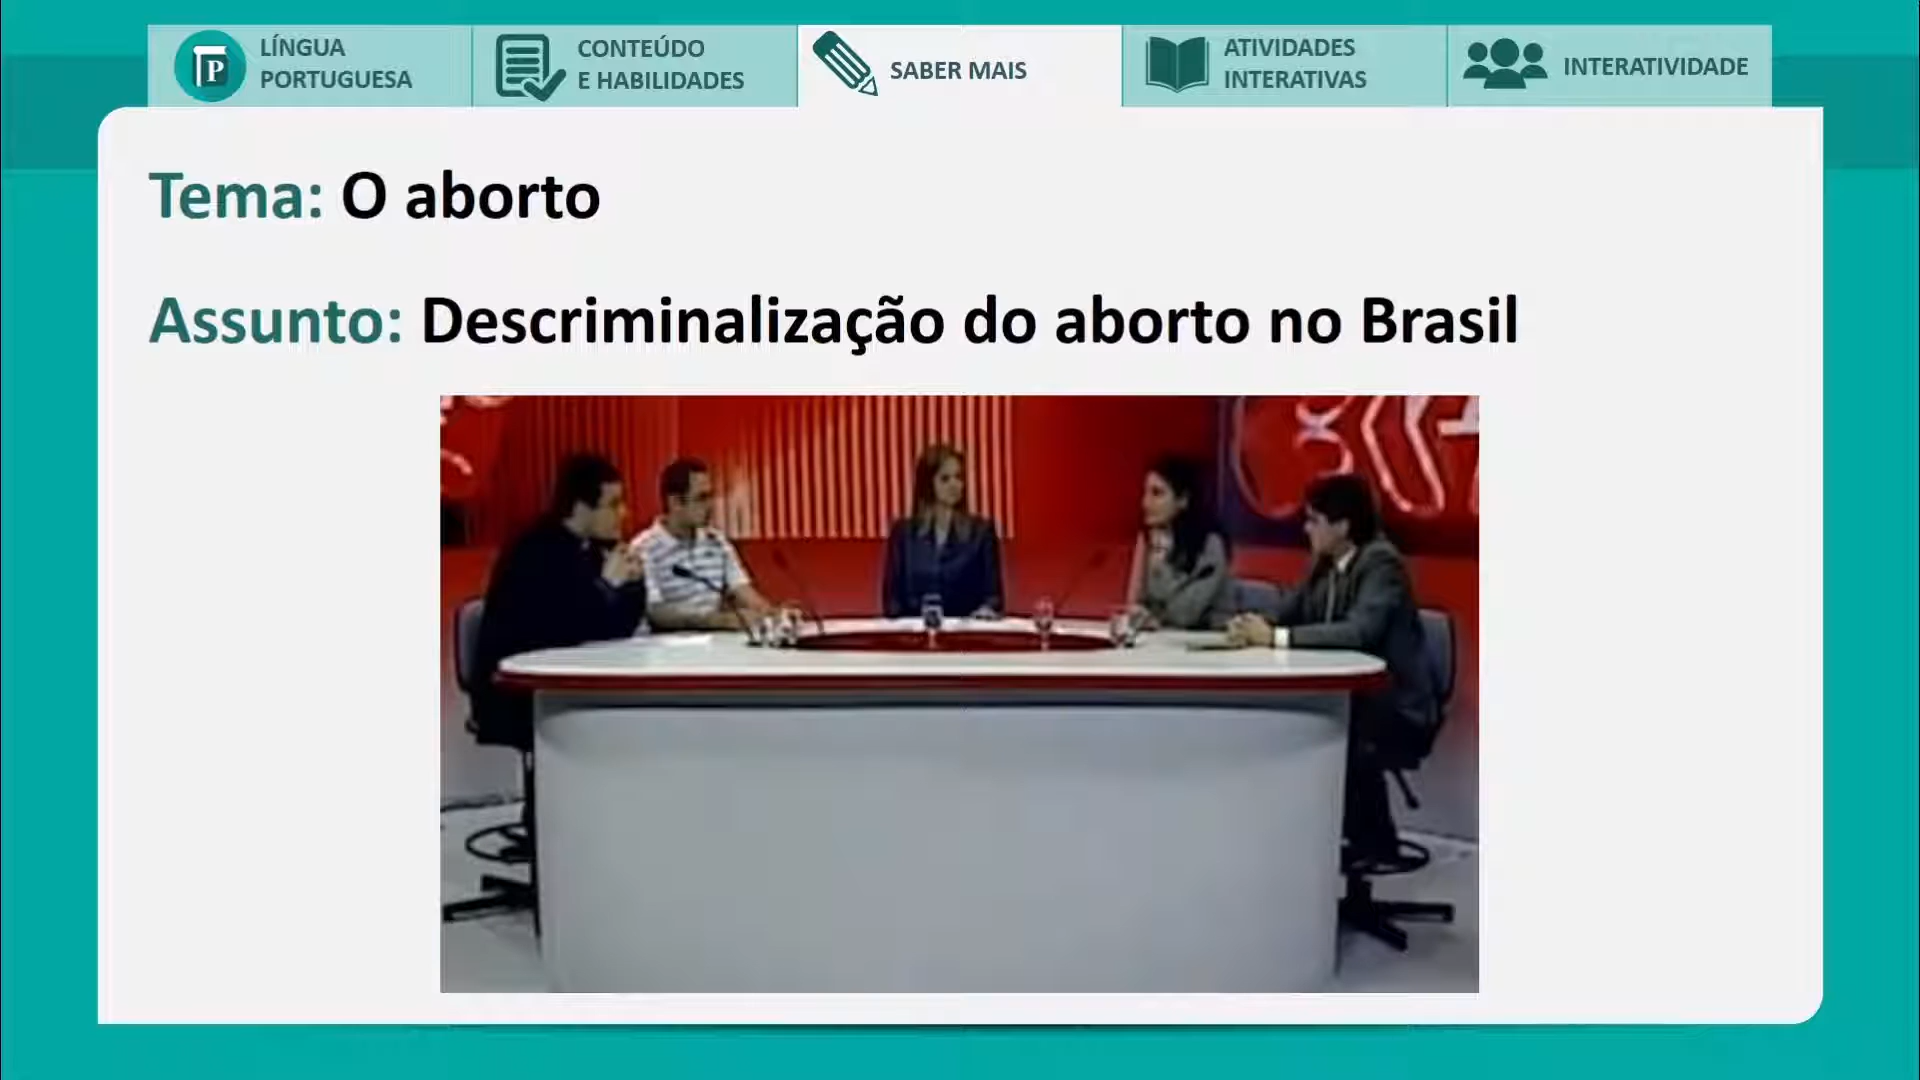 LÍNGUA
PORTUGUESA
CONTEÚDO
E HABILIDADES
SABER MAIS
ATIVIDADES
INTERATIVAS
INTERATIVIDADE
Tema: O aborto
Assunto: Descriminalização do aborto no Brasil